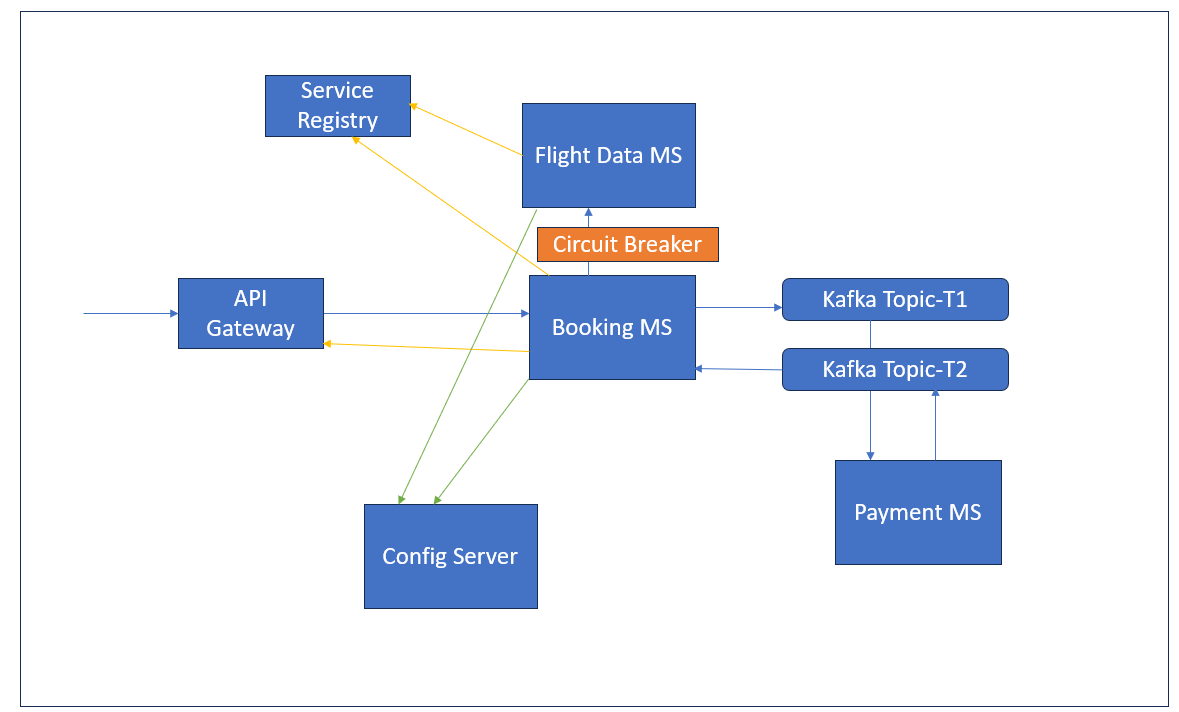 Service
Registry
Flight Data MS
Circuit Breaker
API
Gateway
Booking MS
Kafka Topic-T1
Kafka Topic-T2
Payment MS
Config Server